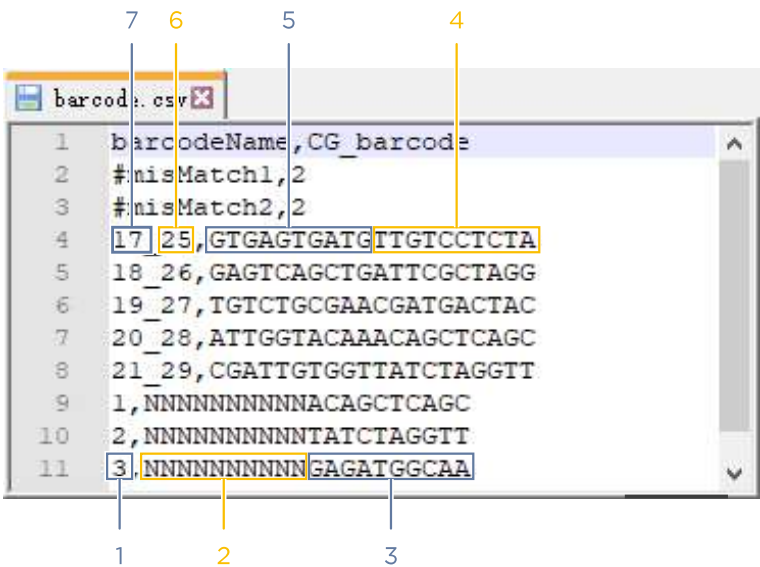 7 6 5 4
barcode.csv
1 barcodeName,CG_barcode
2 #misMatch1,2
3 #misMatch2,2
4 17_25,GTGAGTGATGTTGTCCTCTA
5 18_26,GAGTCAGCTGATTCGCTAGG
6 19_27,TGTCTGCGAACGATGACTAC
7 20_28,ATTGGTACAAACAGCTCAGC
8 21_29,CGATTGTGGTTATCTAGGTT
9 1,NNNNNNNNNNACAGCTCAGC
10 2,NNNNNNNNNNTATCTAGGTT
11 3,NNNNNNNNNNGAGATGGCAA
1 2 3